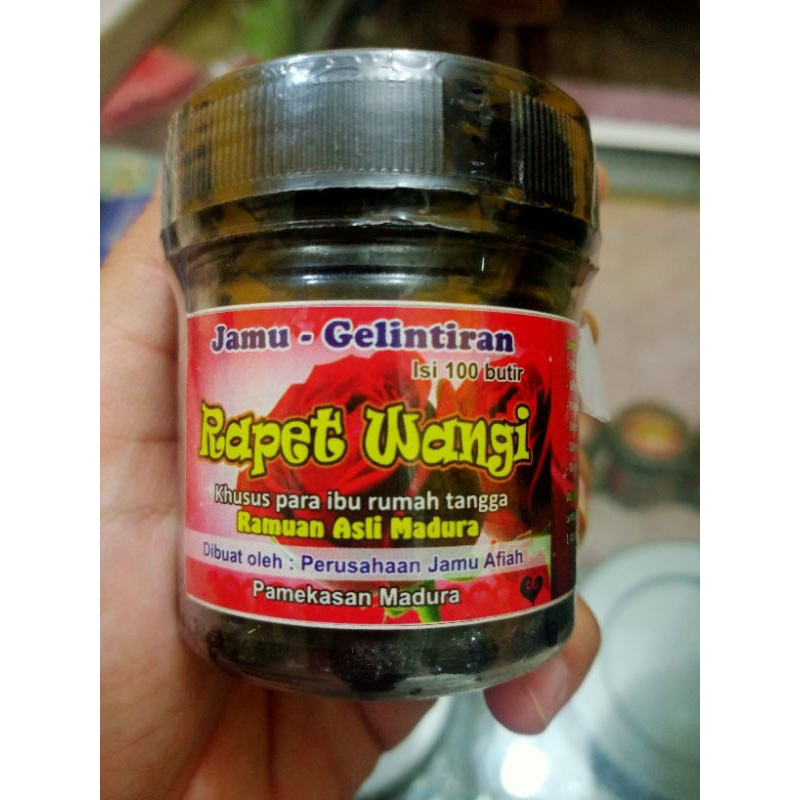 Jamu - Gelintiran
Isi 100 butir
Rapet Wangi
Khusus para ibu rumah tangga
Ramuan Asli Madura
Dibuat oleh : Perusahaan Jamu Afiah
Pamekasan Madura